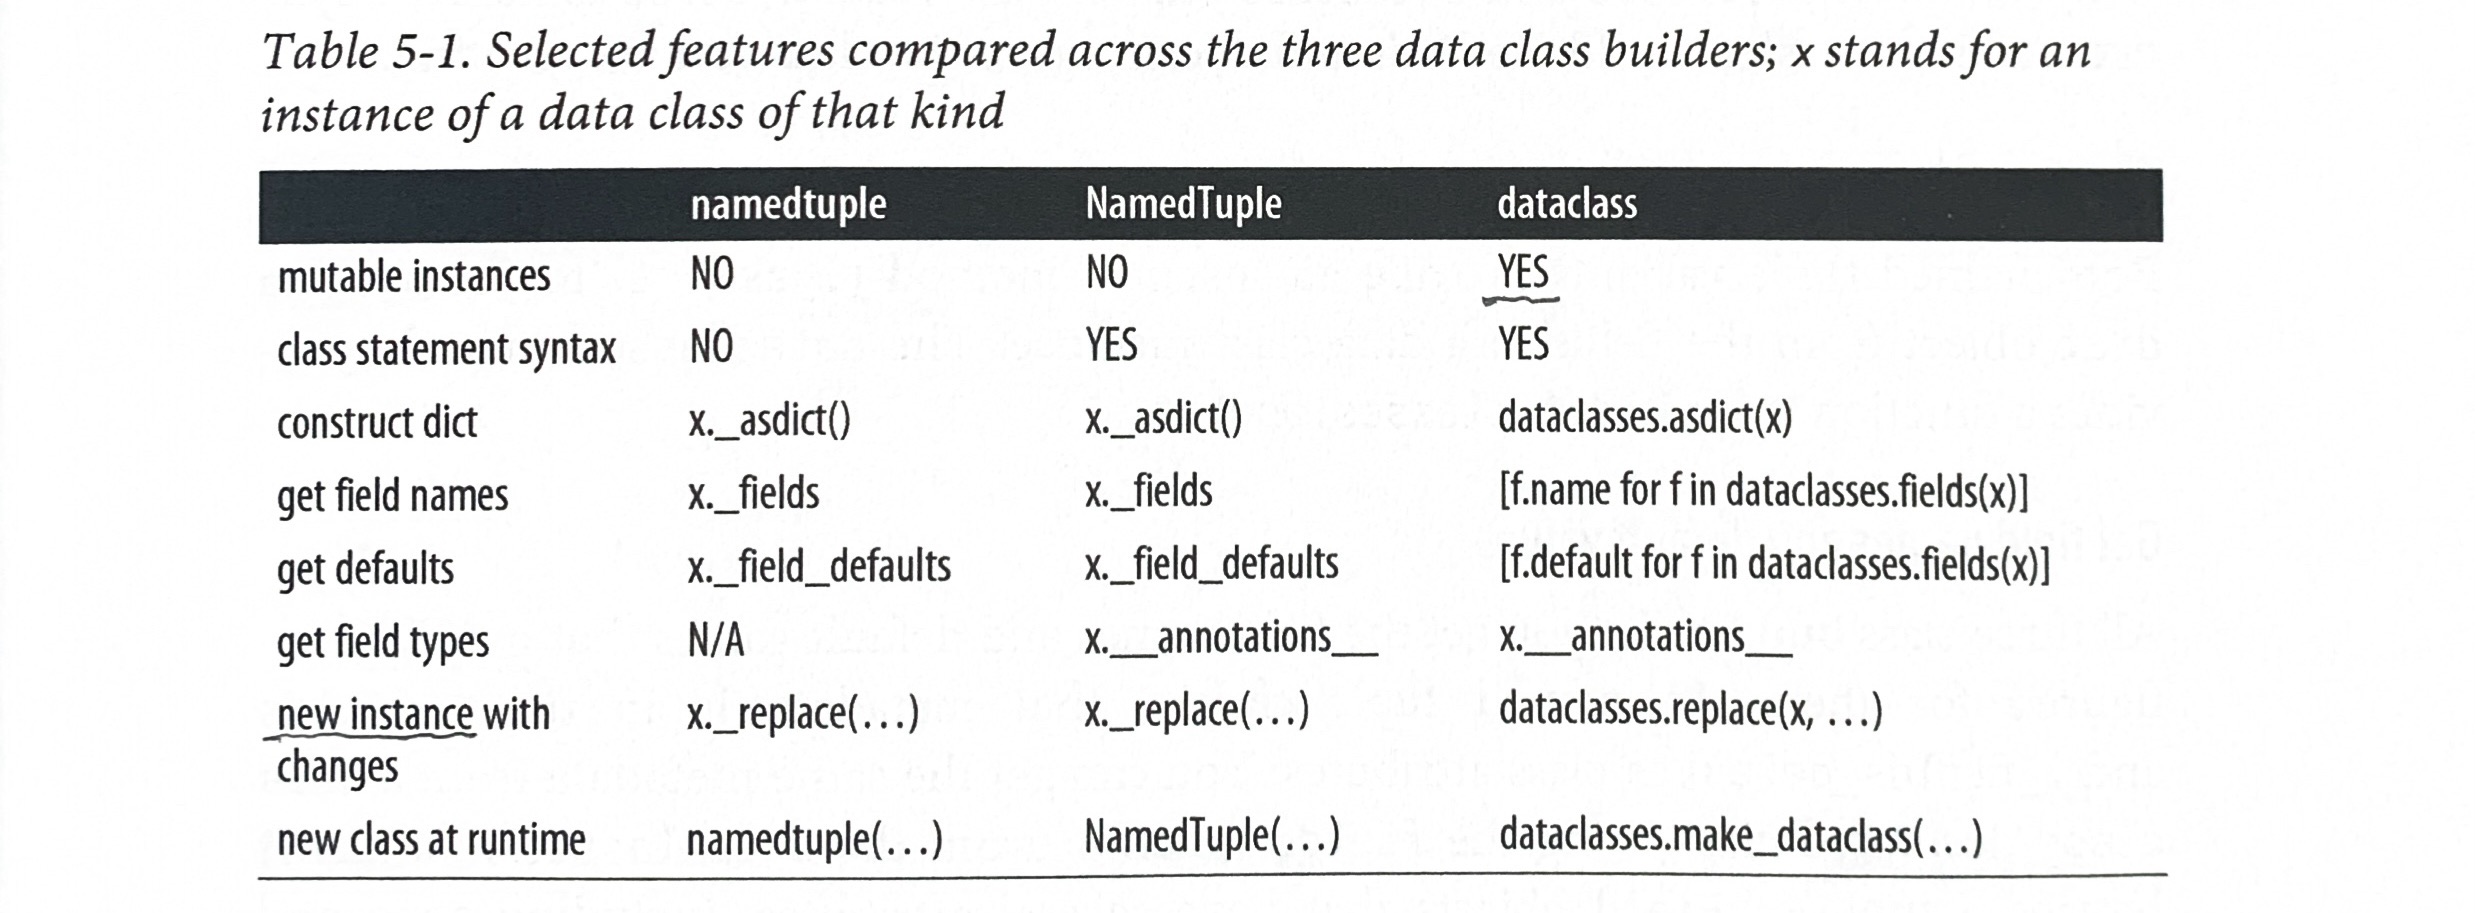 Table 5-1. Selected features compared across the three data class builders; x stands for an
instance of a data class of that kind
namedtuple NamedTuple dataclass
mutable instances NO NO YES
class statement syntax NO YES YES
construct dict x._asdict() x._asdict() dataclasses.asdict(x)
get field names x._fields x._fields [f.name for f in dataclasses.fields(x)]
get defaults x._field_defaults x._field_defaults [f.default for f in dataclasses.fields(x)]
get field types N/A x.__annotations__ x.__annotations__
new instance with x._replace(…) x._replace(…) dataclasses.replace(x, …)
changes
new class at runtime namedtuple(…) NamedTuple(…) dataclasses.make_dataclass(…)